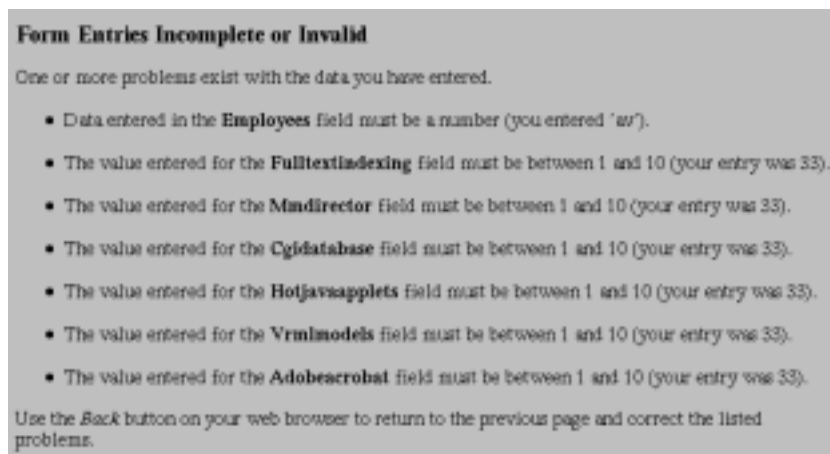 Form Entries Incomplete or Invalid
One or more problems exist with the data you have entered.
• Data entered in the Employees field must be a number (you entered 'av').
• The value entered for the Fulltextindexing field must be between 1 and 10 (your entry was 33).
• The value entered for the Mmdirector field must be between 1 and 10 (your entry was 33).
• The value entered for the Cgidatabase field must be between 1 and 10 (your entry was 33).
• The value entered for the Hotjavaapplets field must be between 1 and 10 (your entry was 33).
• The value entered for the Vrmlmodels field must be between 1 and 10 (your entry was 33).
• The value entered for the Adobeacrobat field must be between 1 and 10 (your entry was 33).
Use the Back button on your web browser to return to the previous page and correct the listed
problems.